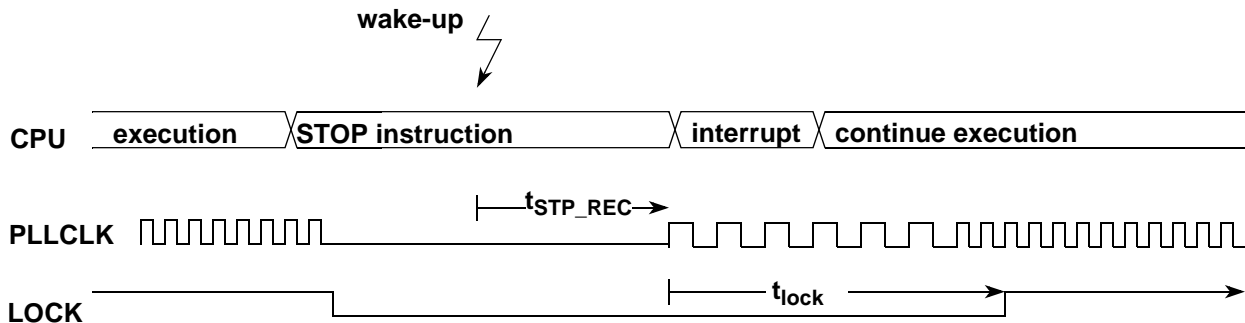 wake-up
CPU execution STOP instruction interrupt continue execution
tSTP_REC
PLLCLK
tlock
LOCK